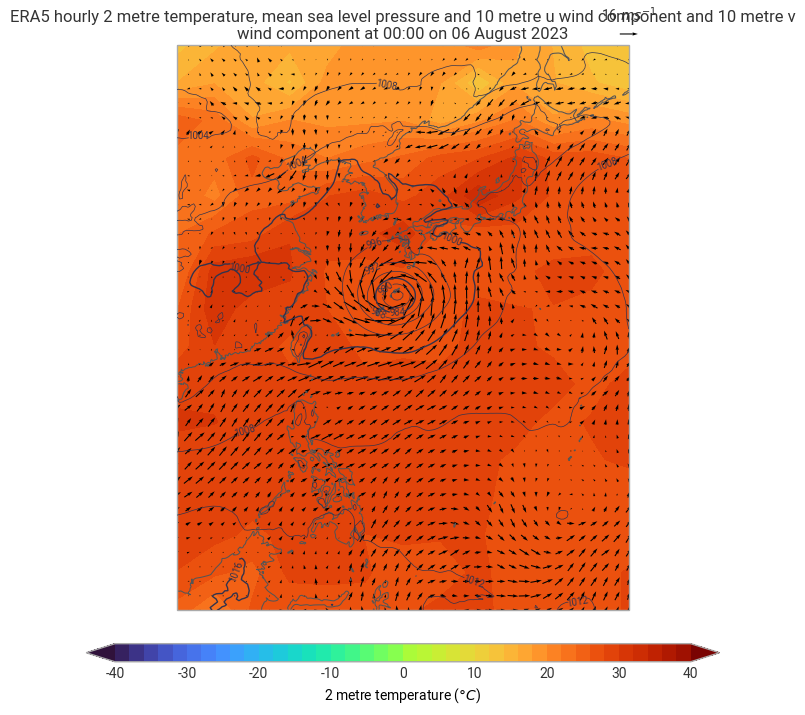 ERA5 hourly 2 metre temperature, mean sea level pressure and 10 metre u wind component and 10 metre v
16 ms⁻¹
wind component at 00:00 on 06 August 2023
1008
1004
1004
1008
1000
996
1000
1008
1016
1012
1012
-40 -30 -20 -10 0 10 20 30 40
2 metre temperature (°C)